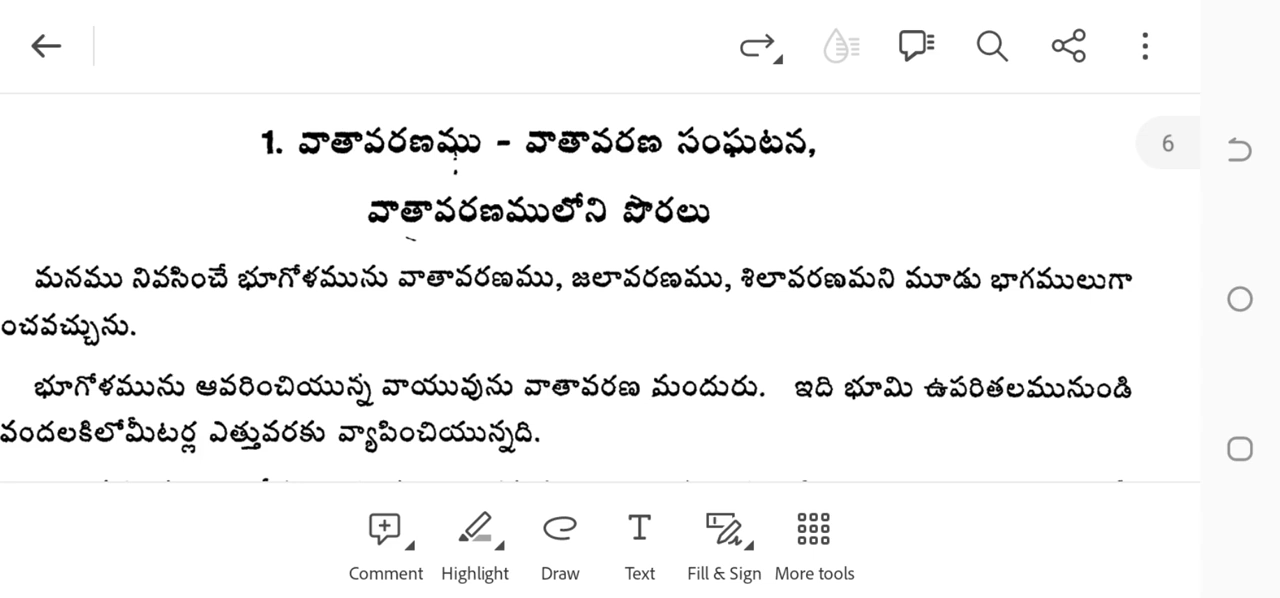 6
1. వాతావరణము - వాతావరణ సంఘటన,
వాతావరణములోని పొరలు
మనము నివసించే భూగోళమును వాతావరణము, జలావరణము, శిలావరణమని మూడు భాగములుగా
ంచవచ్చును.
భూగోళమును ఆవరించియున్న వాయువును వాతావరణ మందురు. ఇది భూమి ఉపరితలమునుండి
వందలకిలోమీటర్ల ఎత్తువరకు వ్యాపించియున్నది.
Comment Highlight Draw Text Fill & Sign More tools